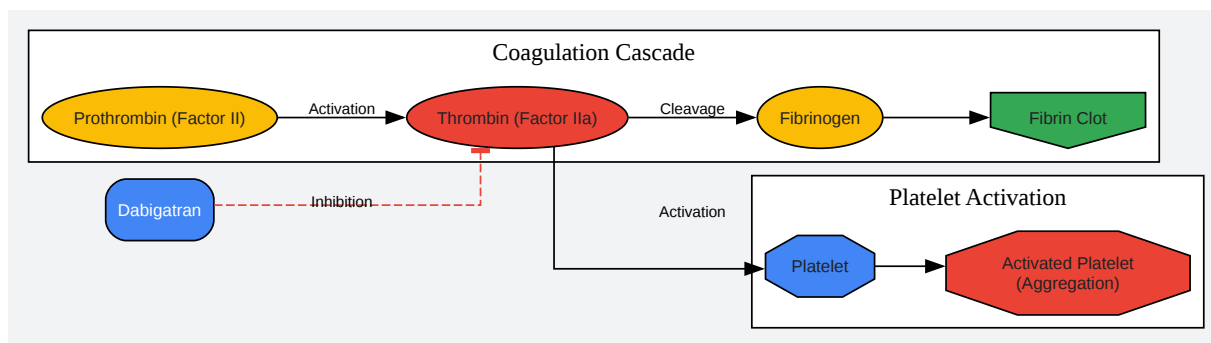 Coagulation Cascade
Prothrombin (Factor II)
Activation
Thrombin (Factor IIa)
Cleavage
Fibrinogen
Fibrin Clot
Dabigatran
Inhibition
Activation
Platelet Activation
Platelet
Activated Platelet
(Aggregation)